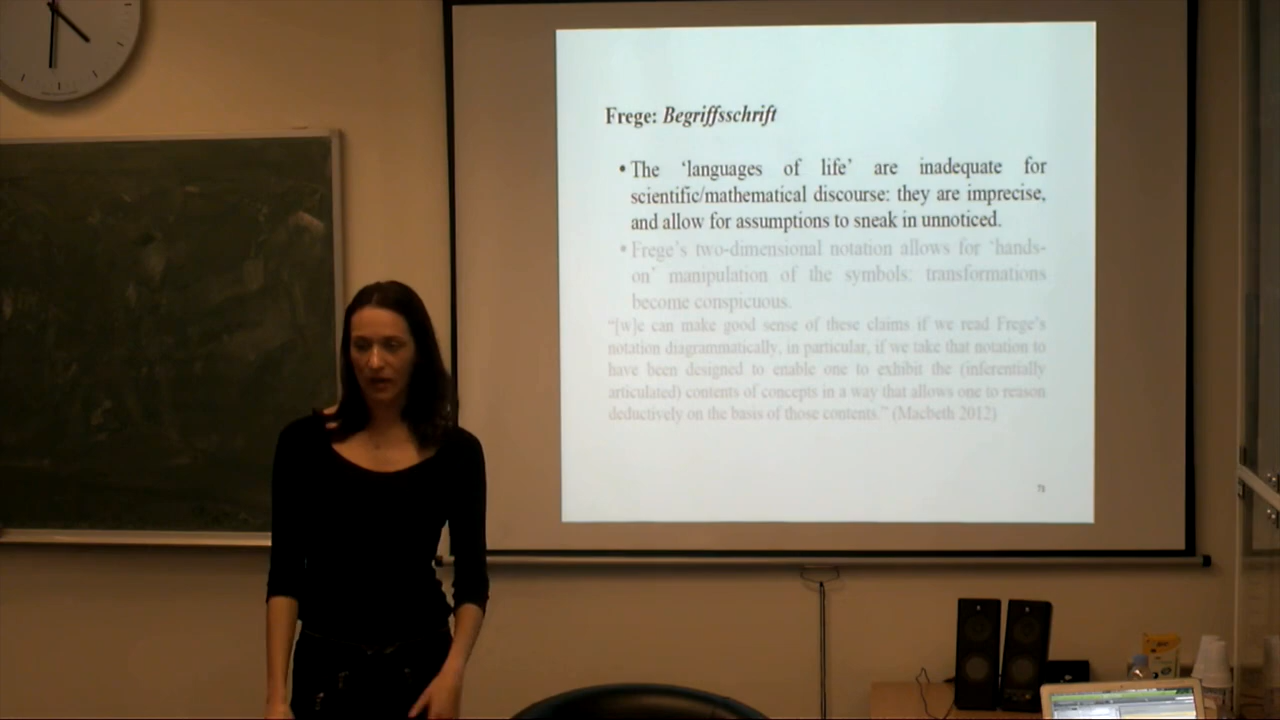 Frege: Begriffsschrift
• The ‘languages of life’ are inadequate for
scientific/mathematical discourse: they are imprecise,
and allow for assumptions to sneak in unnoticed.
• Frege’s two-dimensional notation allows for ‘hands-
on’ manipulation of the symbols: transformations
become conspicuous.
“[w]e can make good sense of these claims if we read Frege’s
notation diagrammatically, in particular, if we take that notation to
have been designed to enable one to exhibit the (inferentially
articulated) contents of concepts in a way that allows one to reason
deductively on the basis of those contents.” (Macbeth 2012)